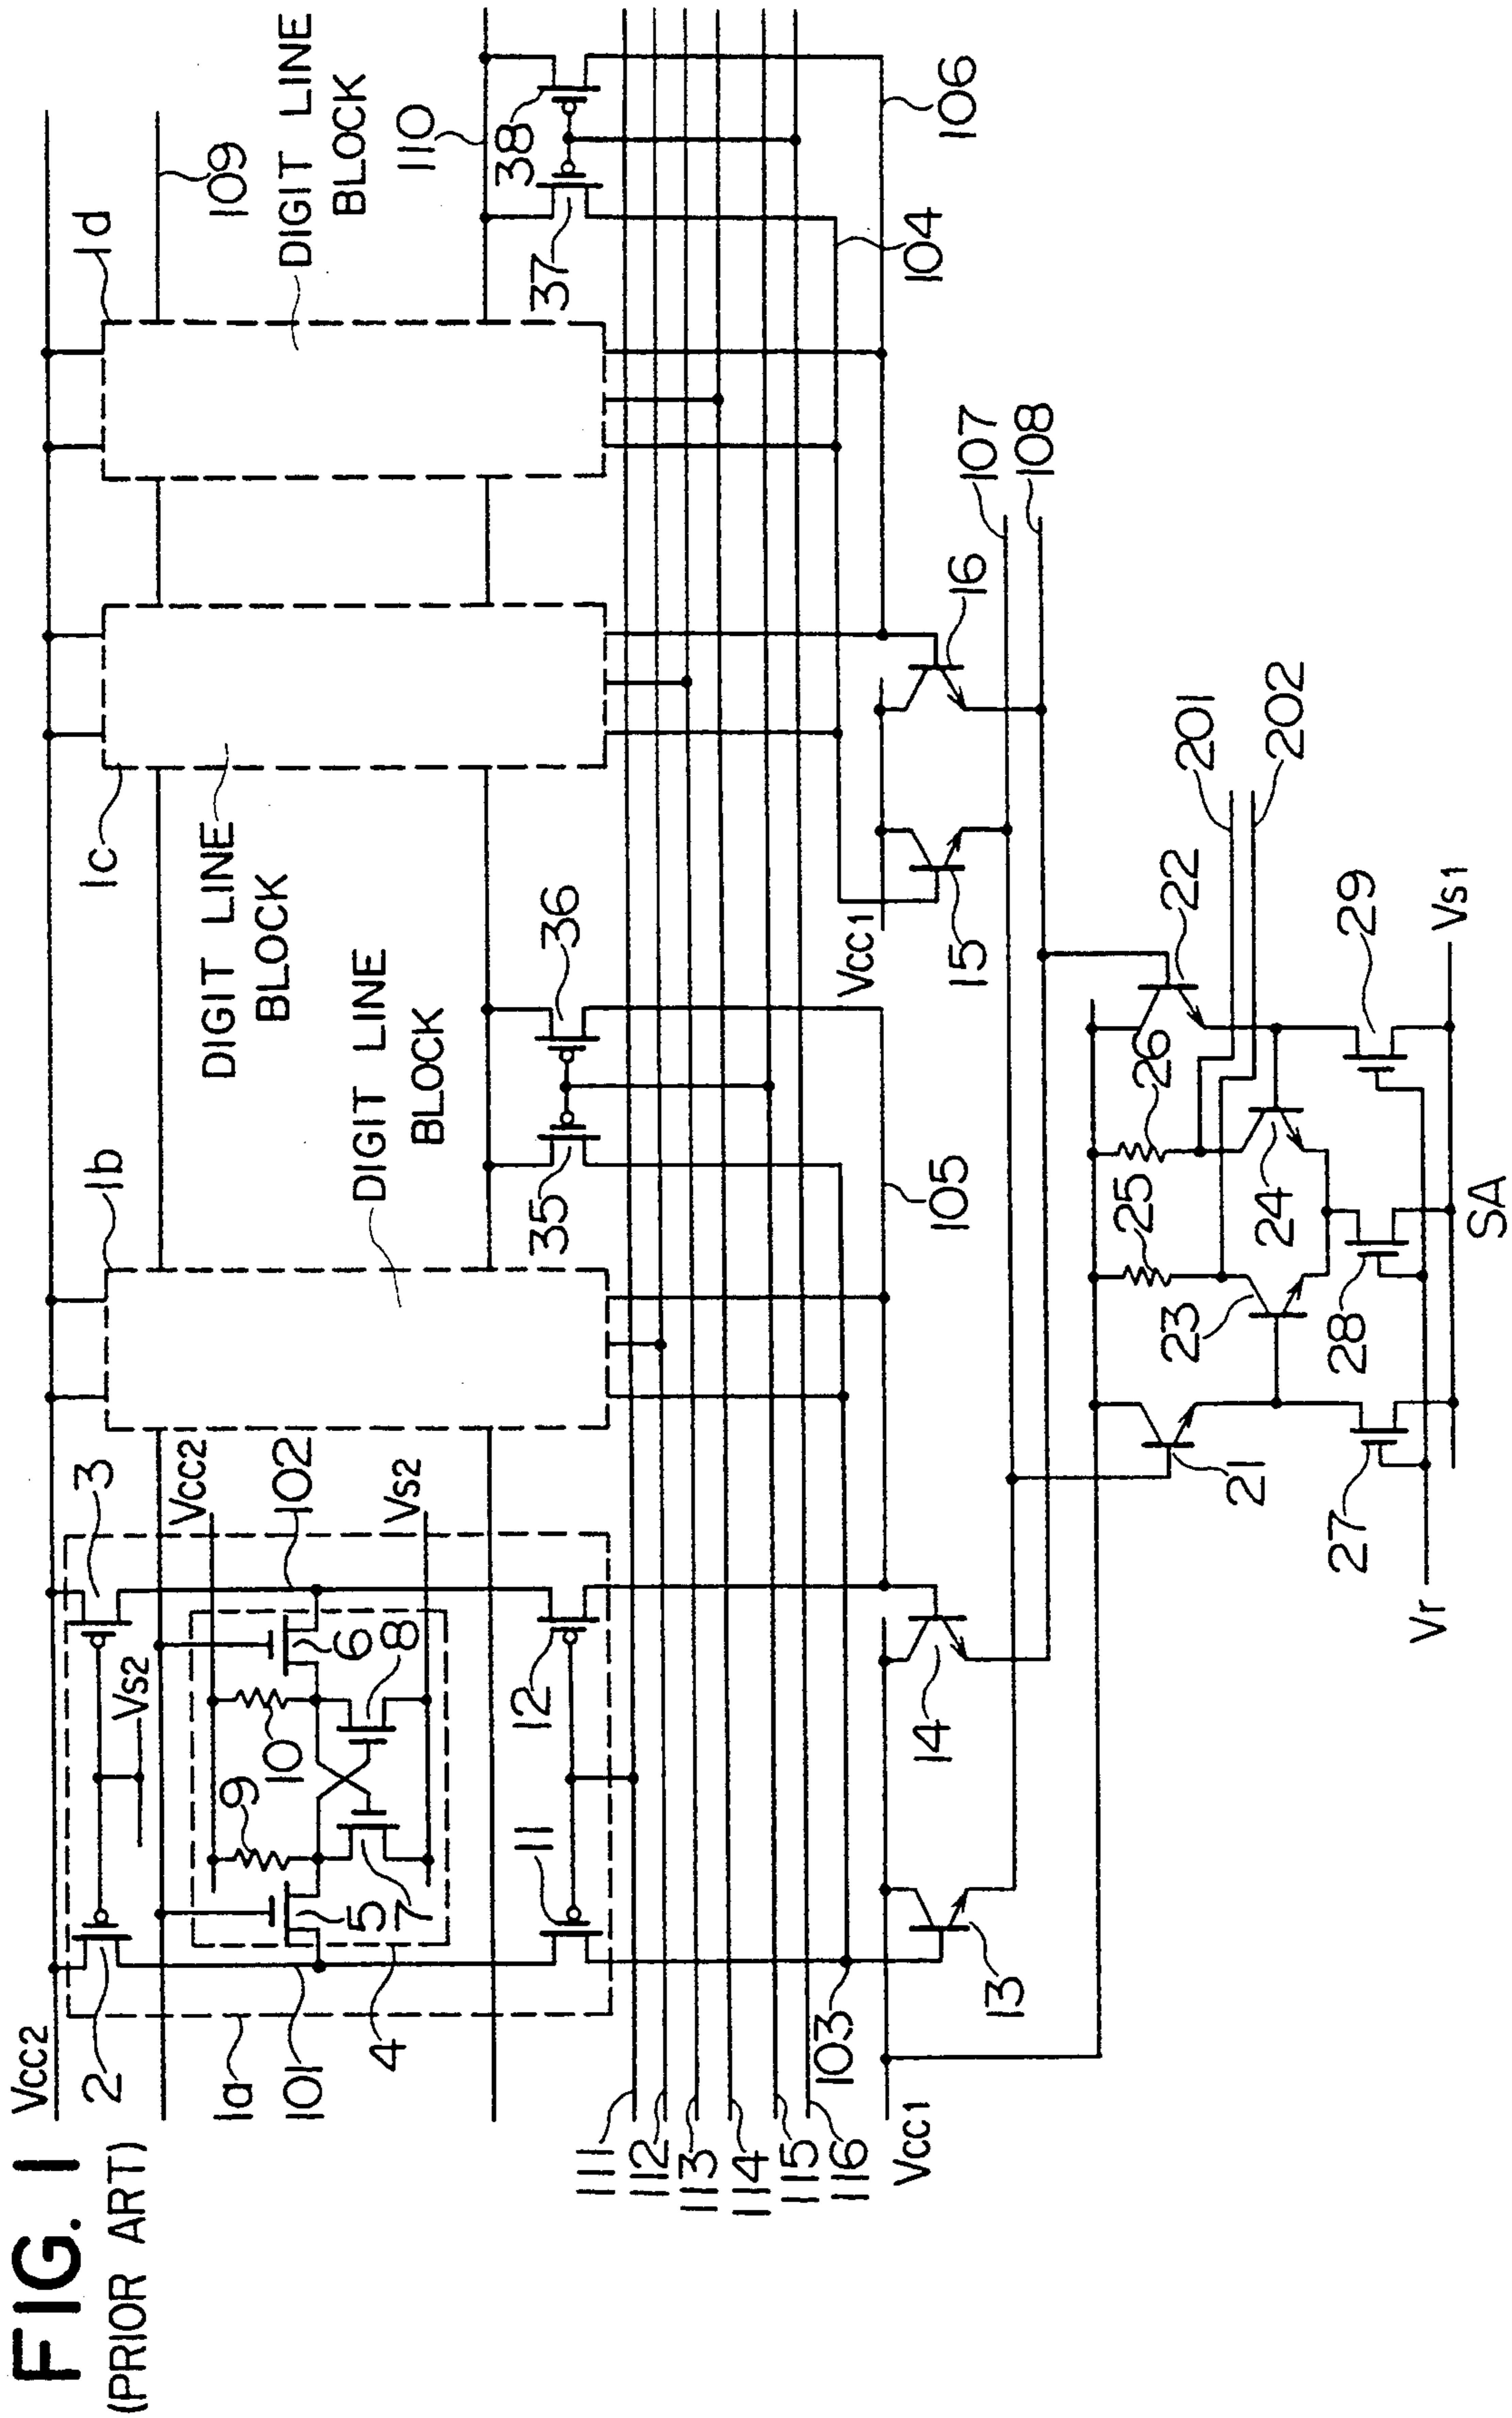 FIG. 1
(PRIOR ART)
Vcc2
2
3
Vs2
1a
101
4
5
6
7
8
9
10
11
12
102
Vcc2
Vs2
1b
DIGIT LINE
BLOCK
35
36
1c
DIGIT LINE
BLOCK
1d
109
DIGIT LINE
BLOCK
110
37
38
111
112
113
114
115
116
103
105
104
106
Vcc1
13
14
Vcc1
15
16
107
108
21
22
23
24
25
26
201
202
27
28
29
Vr
SA
Vs1